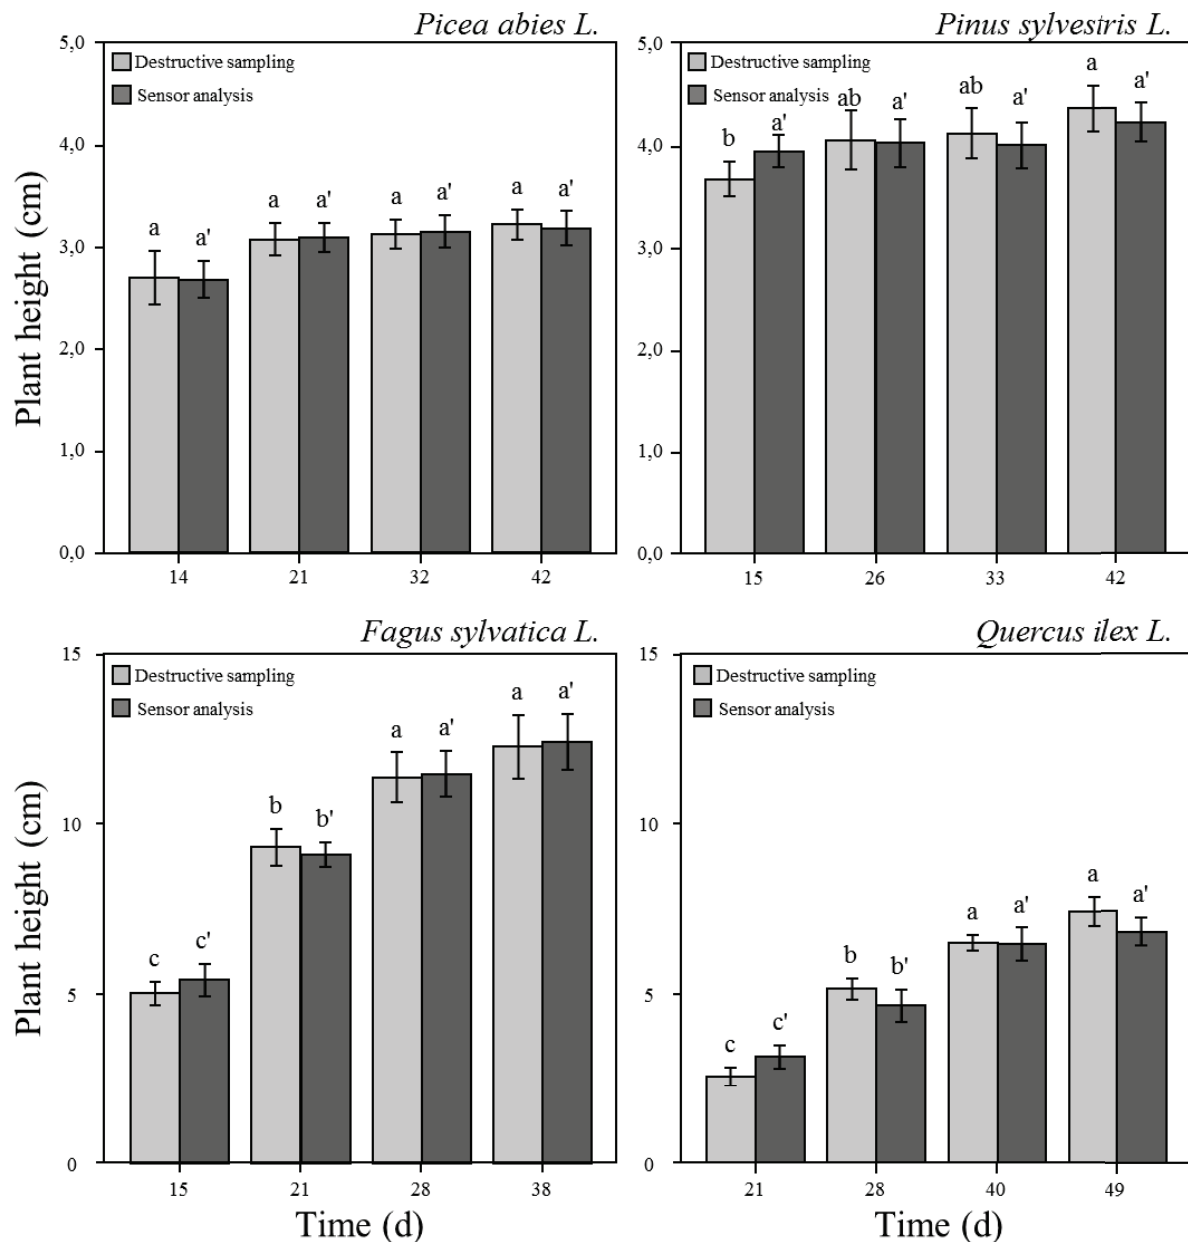 Picea abies L.
5,0
Destructive sampling
Sensor analysis
4,0
3,0
2,0
1,0
0,0
a a' a a' a a' a a'
14 21 32 42
Plant height (cm)
Pinus sylvestris L.
5,0
Destructive sampling
Sensor analysis
4,0
3,0
2,0
1,0
0,0
b a' ab a' ab a' a a'
15 26 33 42
Fagus sylvatica L.
15
Destructive sampling
Sensor analysis
10
5
0
c c' b b' a a' a a'
15 21 28 38
Plant height (cm)
Time (d)
Quercus ilex L.
15
Destructive sampling
Sensor analysis
10
5
0
c c' b b' a a' a a'
21 28 40 49
Time (d)